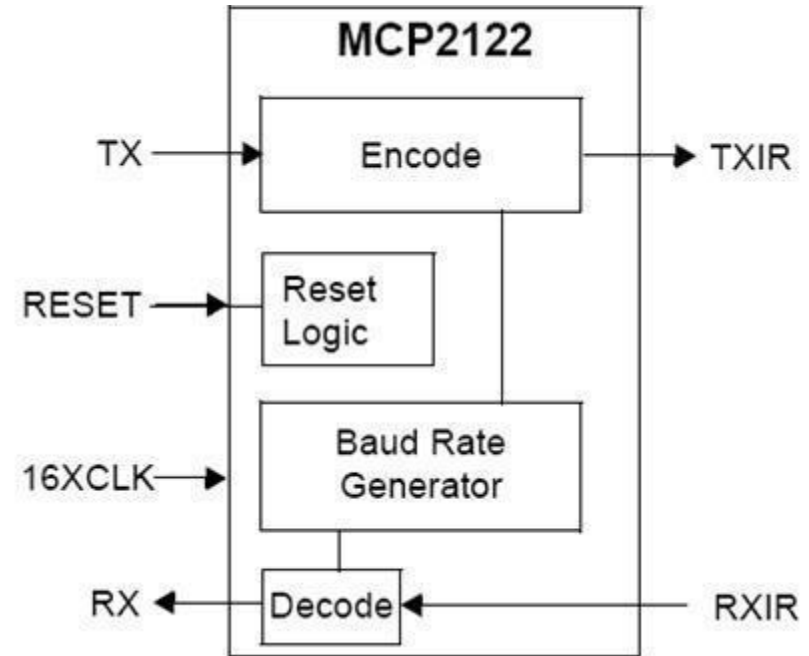 MCP2122
TX
Encode
TXIR
RESET
Reset
Logic
16XCLK
Baud Rate
Generator
RX
Decode
RXIR